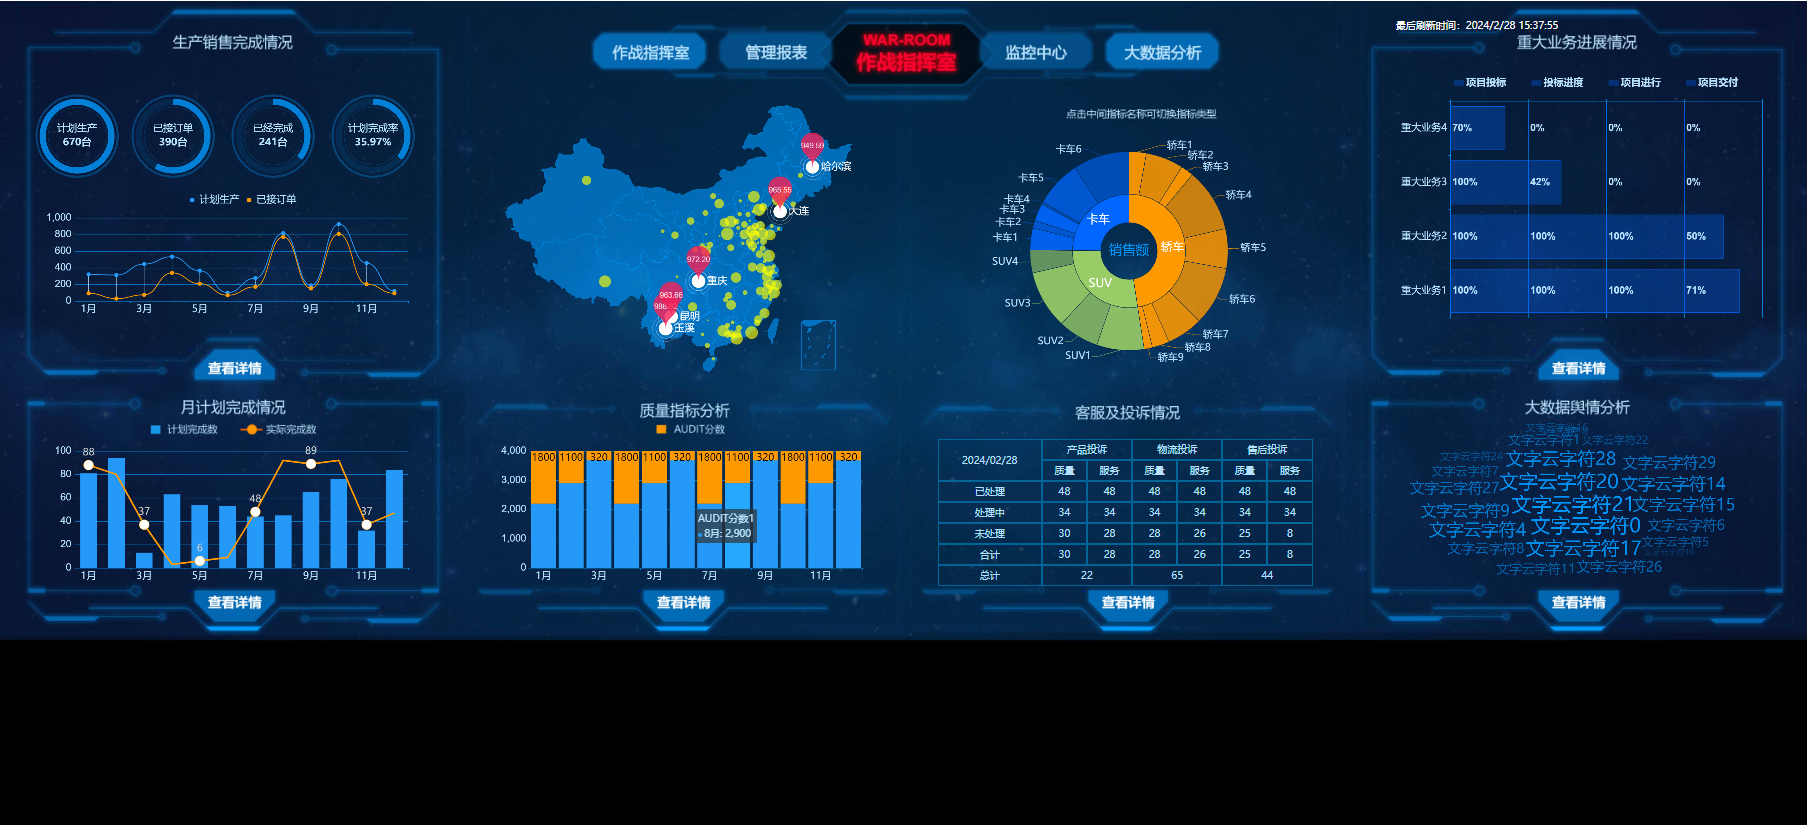 生产销售完成情况
计划生产
670台
已接订单
390台
已经完成
241台
计划完成率
35.97%
计划生产 已接订单
1,000
800
600
400
200
0
1月 3月 5月 7月 9月 11月
查看详情
月计划完成情况
计划完成数 实际完成数
100
80
60
40
20
0
88
37
6
48
89
37
1月 3月 5月 7月 9月 11月
查看详情
作战指挥室
管理报表
WAR-ROOM
作战指挥室
监控中心
大数据分析
949.59
哈尔滨
965.55
大连
972.20
重庆
963.66
昆明
玉溪
质量指标分析
AUDIT分数
4,000
3,000
2,000
1,000
0
1800 1100 320 1800 1100 320 1800 1100 320 1800 1100 320
AUDIT分数1
8月: 2,900
1月 3月 5月 7月 9月 11月
查看详情
点击中间指标名称可切换指标类型
轿车1
轿车2
轿车3
轿车4
轿车5
轿车6
轿车7
轿车8
轿车9
SUV1
SUV2
SUV3
SUV4
卡车1
卡车2
卡车3
卡车4
卡车5
卡车6
卡车
轿车
SUV
销售额
客服及投诉情况
2024/02/28 产品投诉 物流投诉 售后投诉
质量 服务 质量 服务 质量 服务
已处理 48 48 48 48 48 48
处理中 34 34 34 34 34 34
未处理 30 28 28 26 25 8
合计 30 28 28 26 25 8
总计 22 65 44
查看详情
最后刷新时间：2024/2/28 15:37:55
重大业务进展情况
项目投标 投标进度 项目进行 项目交付
重大业务4 70% 0% 0% 0%
重大业务3 100% 42% 0% 0%
重大业务2 100% 100% 100% 50%
重大业务1 100% 100% 100% 71%
查看详情
大数据舆情分析
文字云字符16
文字云字符1 文字云字符22
文字云字符24 文字云字符28 文字云字符29
文字云字符7
文字云字符27 文字云字符20 文字云字符14
文字云字符9 文字云字符21 文字云字符15
文字云字符4 文字云字符0 文字云字符6
文字云字符8 文字云字符17 文字云字符5
文字云字符11 文字云字符26
查看详情